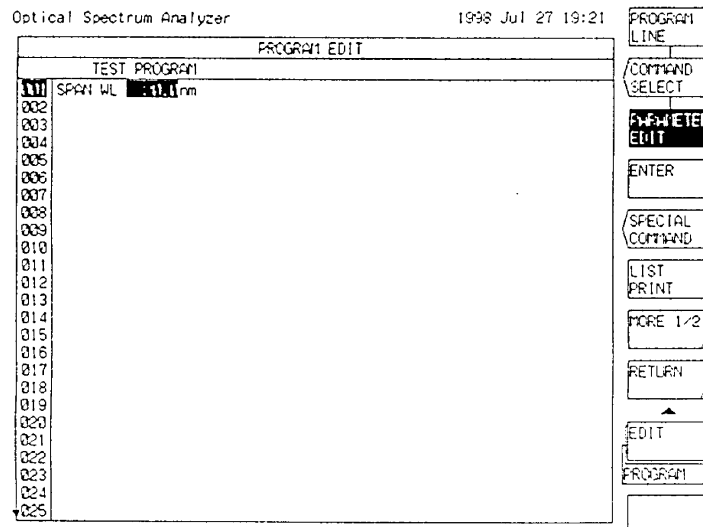 Optical Spectrum Analyzer 1998 Jul 27 19:21
PROGRAM EDIT
TEST PROGRAM
SPAN WL nm
002
003
004
005
006
007
008
009
010
011
012
013
014
015
016
017
018
019
020
021
022
023
024
025
PROGRAM
LINE
COMMAND
SELECT
PARAMETER
EDIT
ENTER
SPECIAL
COMMAND
LIST
PRINT
MORE 1/2
RETURN
EDIT
PROGRAM